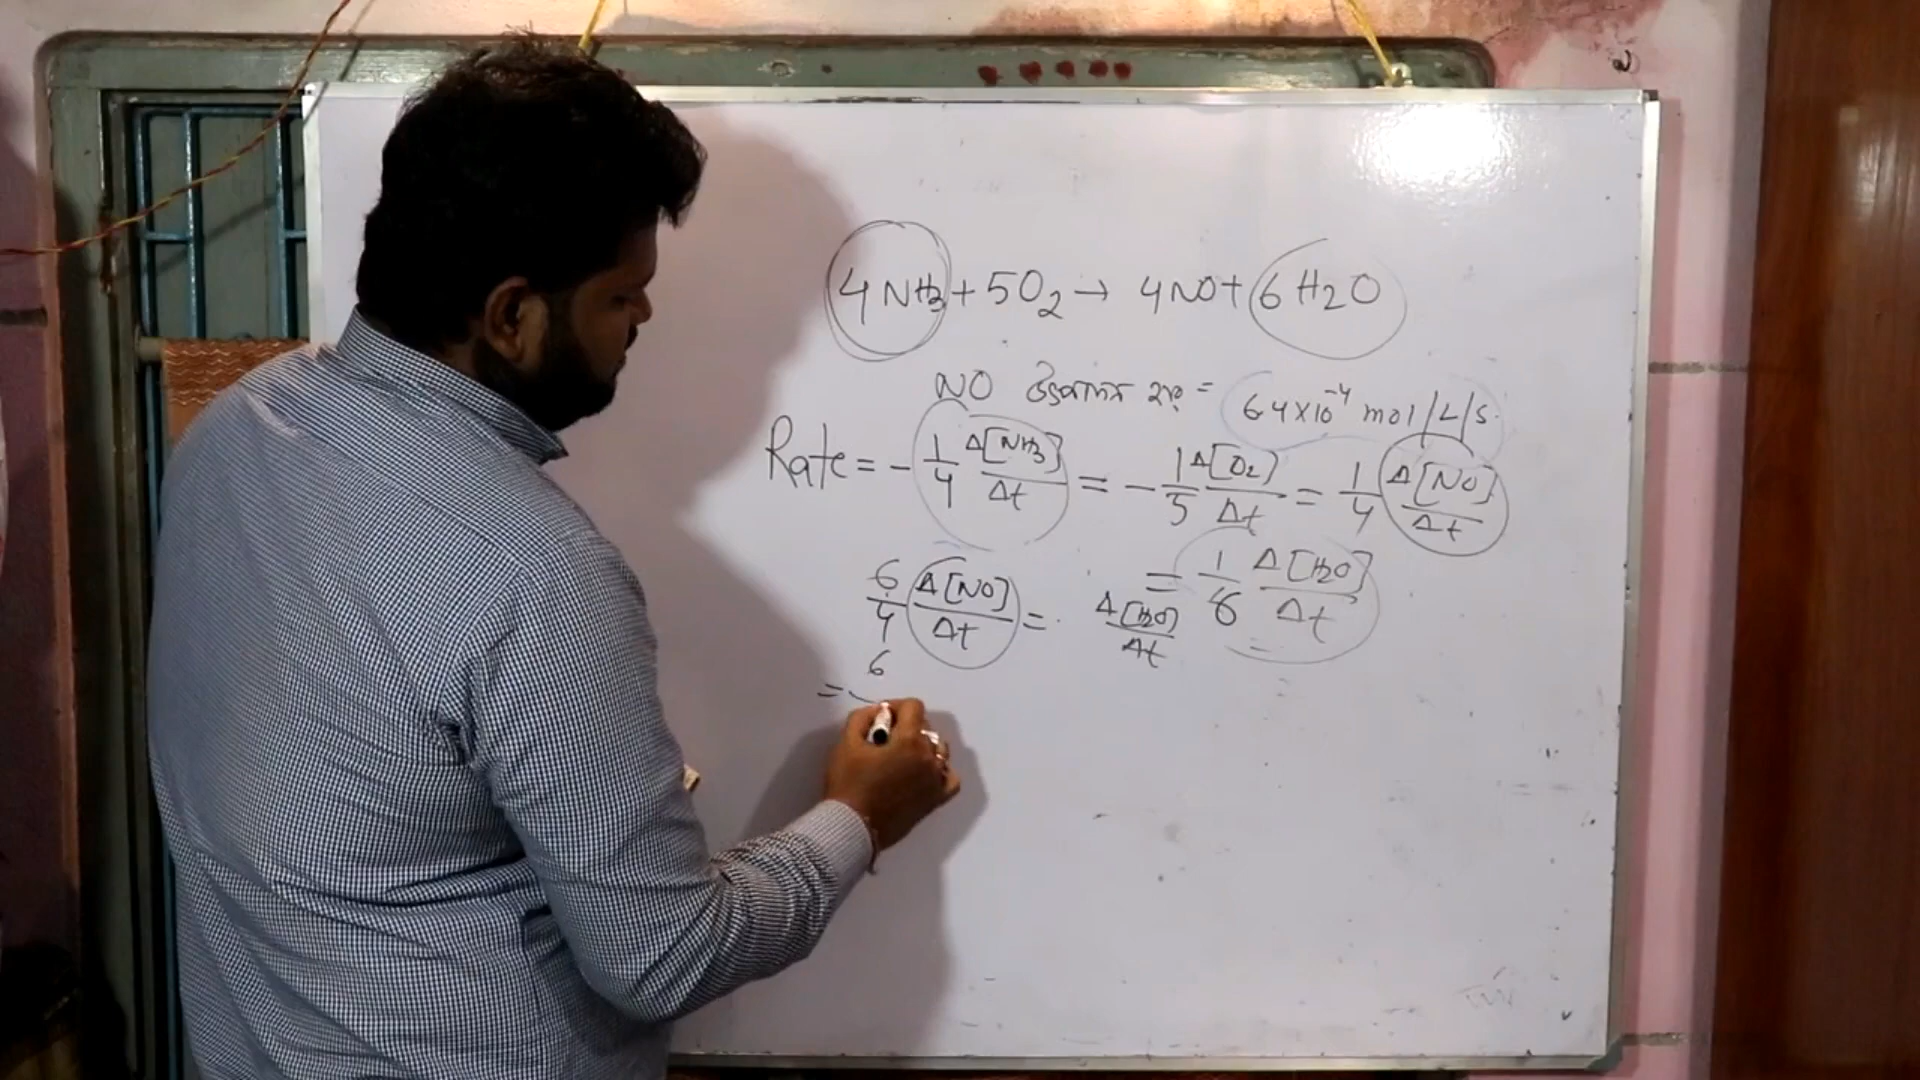 4NH3 + 5O2 → 4NO + 6H2O
NO উৎপাদনের হার = 64×10^-4 mol/L/s
Rate = - 1/4 Δ[NH3]/Δt = - 1/5 Δ[O2]/Δt = 1/4 Δ[NO]/Δt
= 1/6 Δ[H2O]/Δt
6/4 Δ[NO]/Δt = Δ[H2O]/Δt
= 6